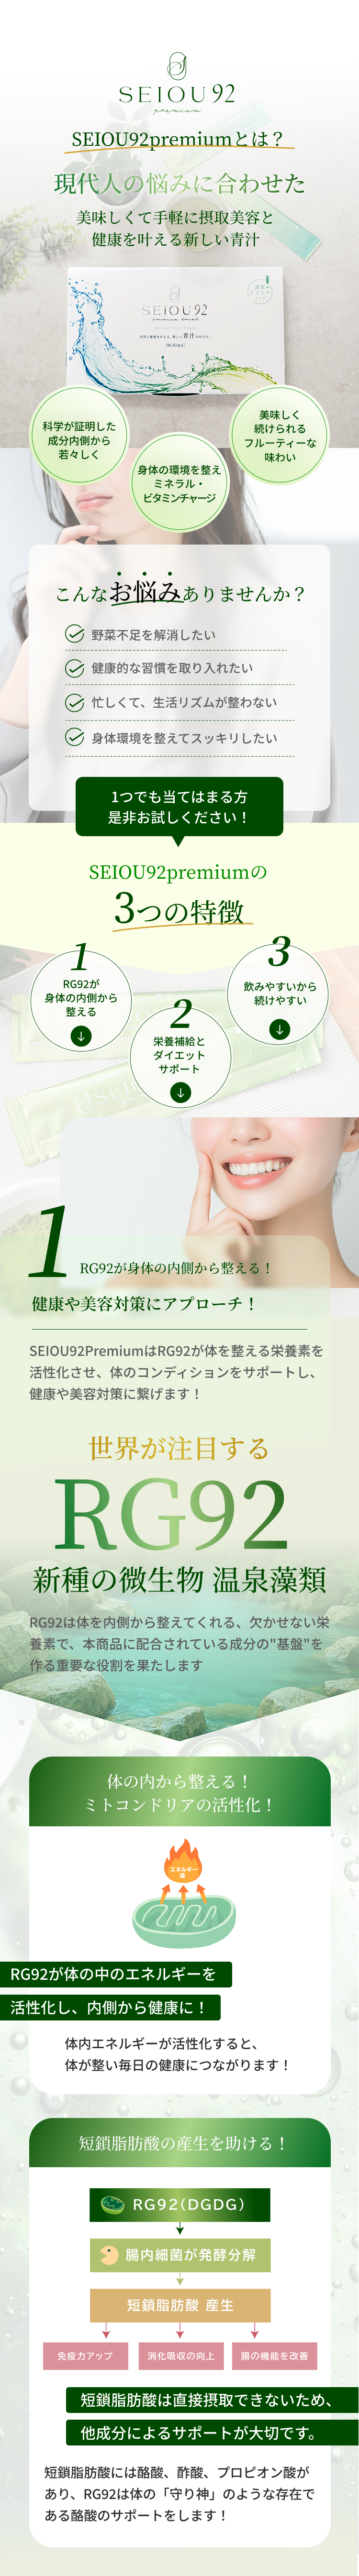 SEIOU 92
premium
SEIOU92premiumとは？
現代人の悩みに合わせた
美味しくて手軽に摂取美容と
健康を叶える新しい青汁
SEIOU 92
科学が証明した
成分内側から
若々しく
身体の環境を整え
ミネラル・
ビタミンチャージ
美味しく
続けられる
フルーティーな
味わい
こんなお悩みありませんか？
野菜不足を解消したい
健康的な習慣を取り入れたい
忙しくて、生活リズムが整わない
身体環境を整えてスッキリしたい
1つでも当てはまる方
是非お試しください！
SEIOU92premiumの
3つの特徴
1
RG92が
身体の内側から
整える
2
栄養補給と
ダイエット
サポート
3
飲みやすいから
続けやすい
1 RG92が身体の内側から整える！
健康や美容対策にアプローチ！
SEIOU92PremiumはRG92が体を整える栄養素を
活性化させ、体のコンディションをサポートし、
健康や美容対策に繋げます！
世界が注目する
RG92
新種の微生物 温泉藻類
RG92は体を内側から整えてくれる、欠かせない栄
養素で、本商品に配合されている成分の"基盤"を
作る重要な役割を果たします
体の内から整える！
ミトコンドリアの活性化！
エネルギー
源
RG92が体の中のエネルギーを
活性化し、内側から健康に！
体内エネルギーが活性化すると、
体が整い毎日の健康につながります！
短鎖脂肪酸の産生を助ける！
RG92(DGDG)
腸内細菌が発酵分解
短鎖脂肪酸 産生
免疫力アップ
消化吸収の向上
腸の機能を改善
短鎖脂肪酸は直接摂取できないため、
他成分によるサポートが大切です。
短鎖脂肪酸には酪酸、酢酸、プロピオン酸が
あり、RG92は体の「守り神」のような存在で
ある酪酸のサポートをします！